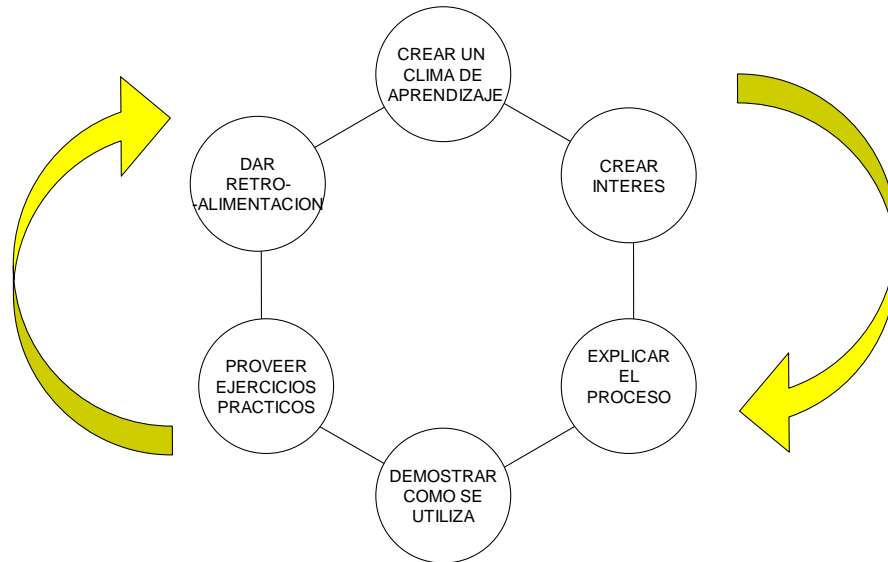 CREAR UN
CLIMA DE
APRENDIZAJE
CREAR
INTERES
EXPLICAR
EL
PROCESO
DEMOSTRAR
COMO SE
UTILIZA
PROVEER
EJERCICIOS
PRACTICOS
DAR
RETRO-
-ALIMENTACION